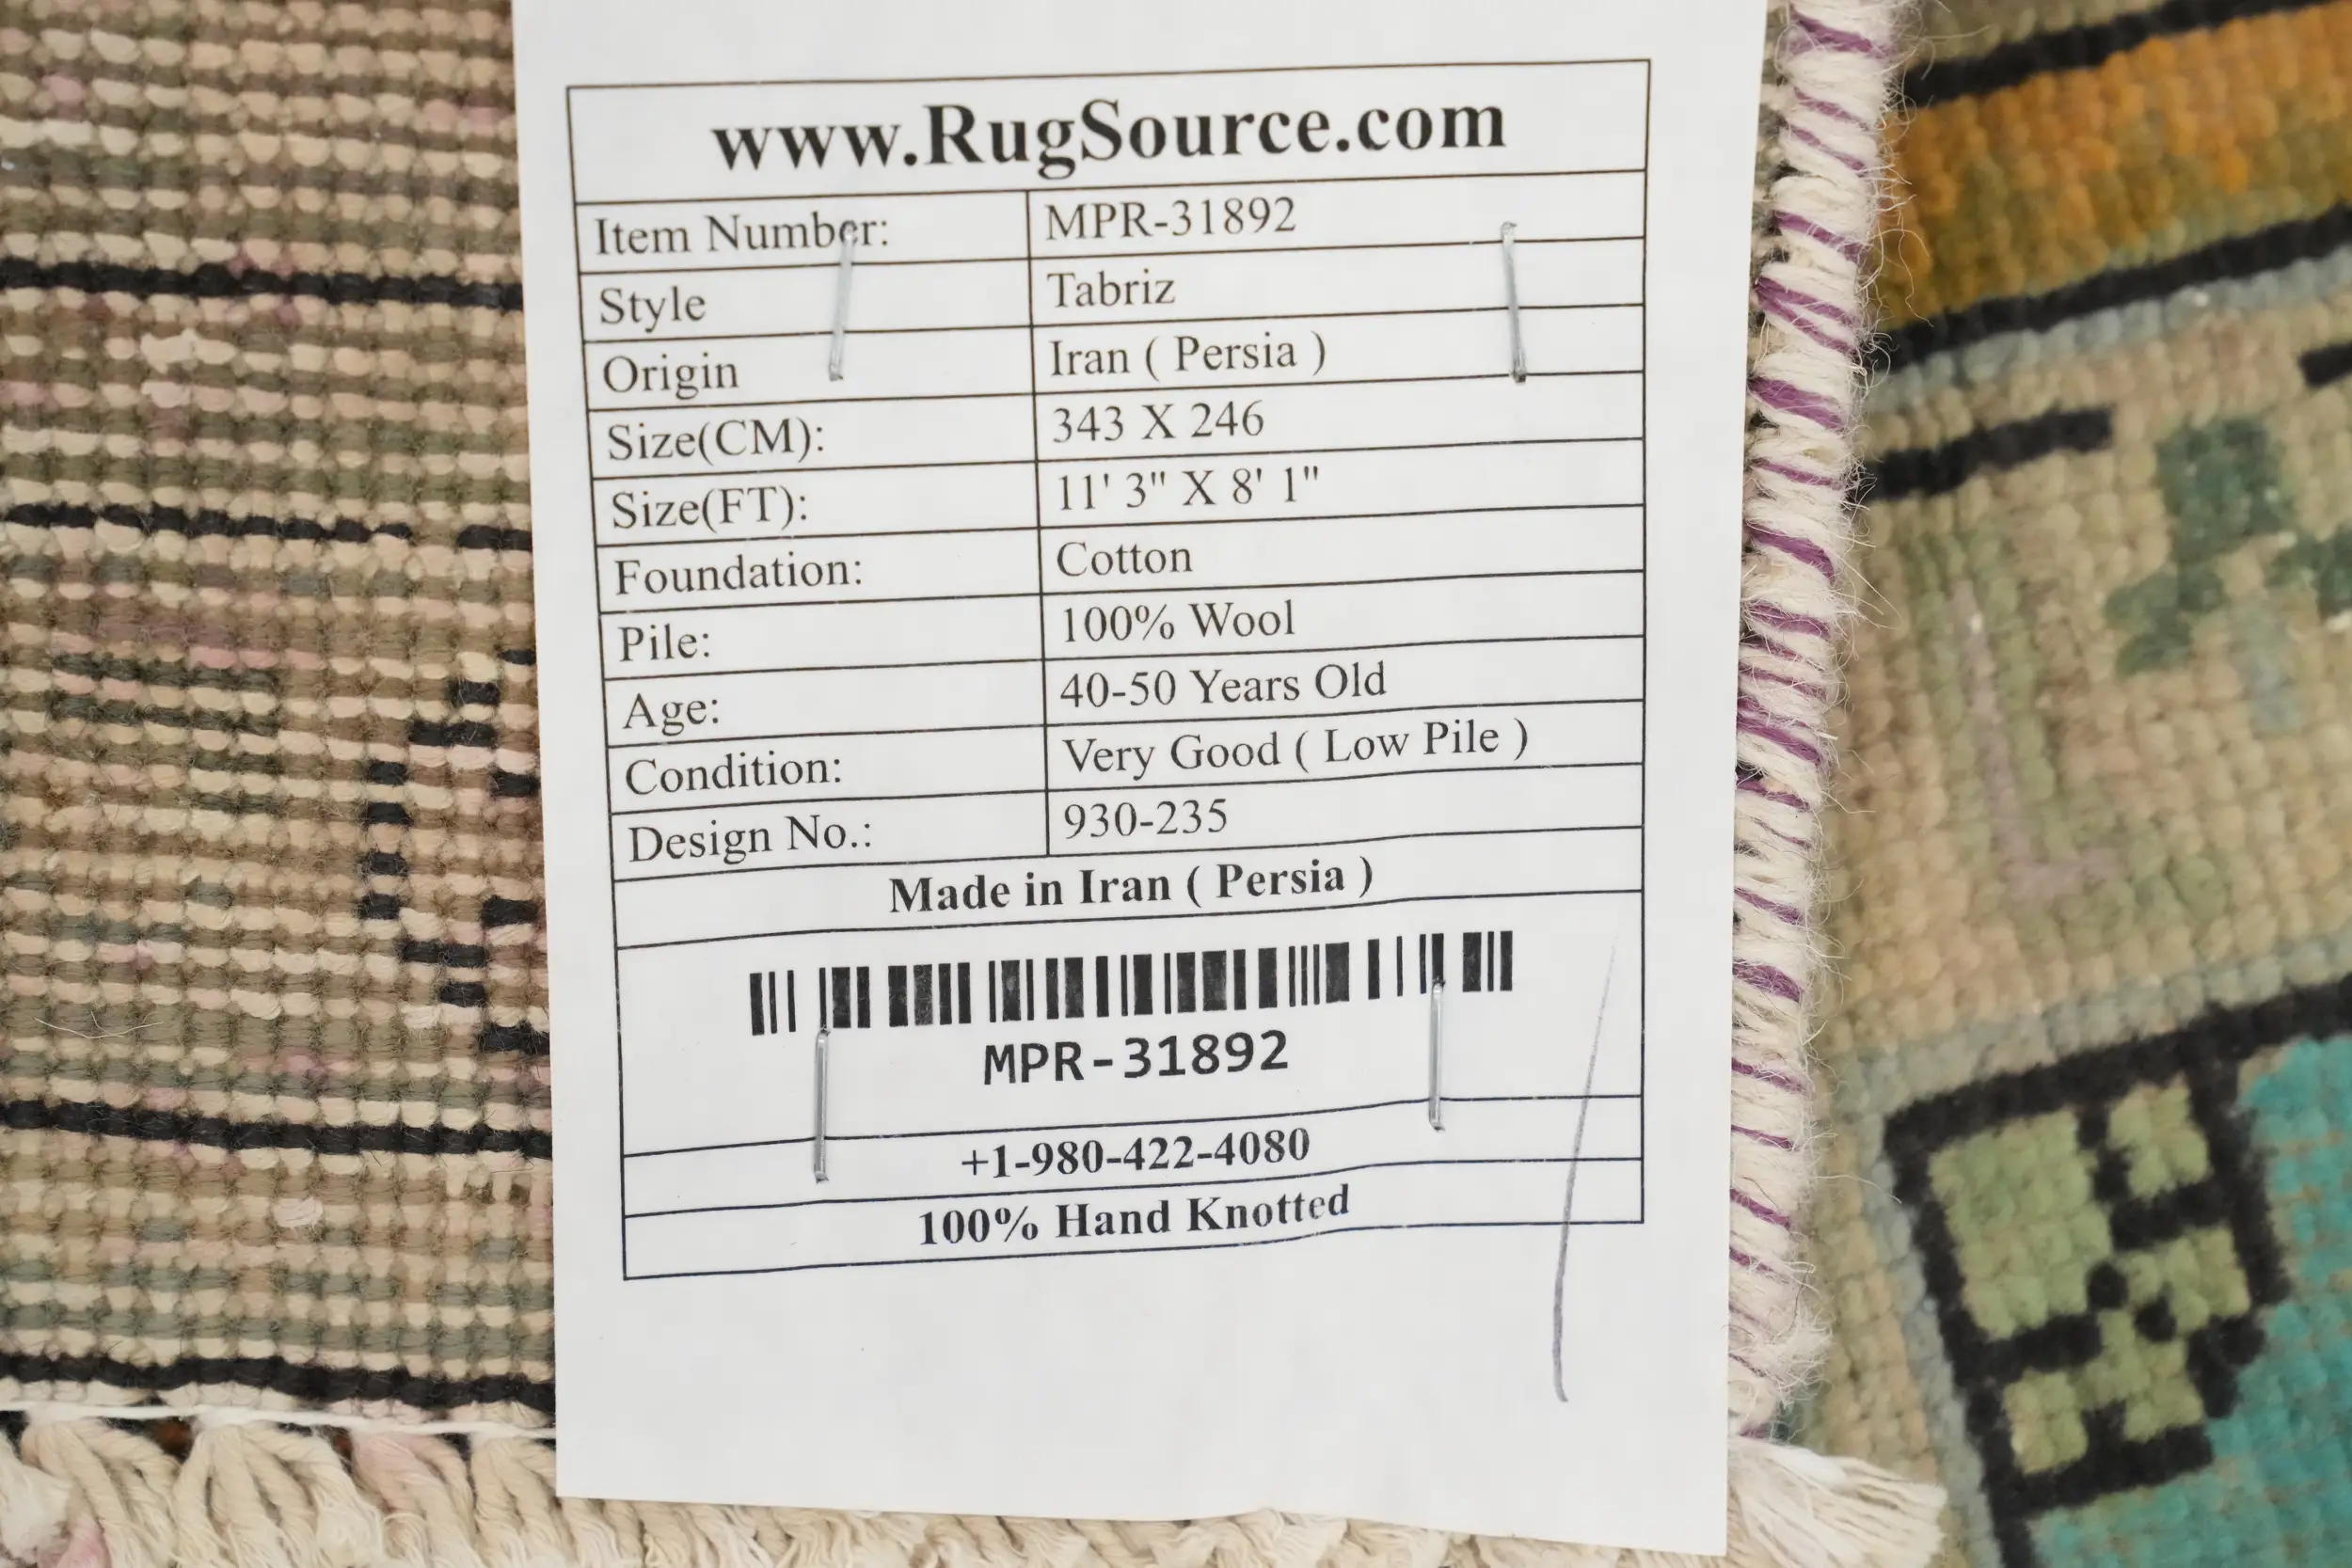 www.RugSource.com
Item Number: MPR-31892
Style Tabriz
Origin Iran ( Persia )
Size(CM): 343 X 246
Size(FT): 11' 3" X 8' 1"
Foundation: Cotton
Pile: 100% Wool
Age: 40-50 Years Old
Condition: Very Good ( Low Pile )
Design No.: 930-235
Made in Iran ( Persia )
MPR-31892
+1-980-422-4080
100% Hand Knotted